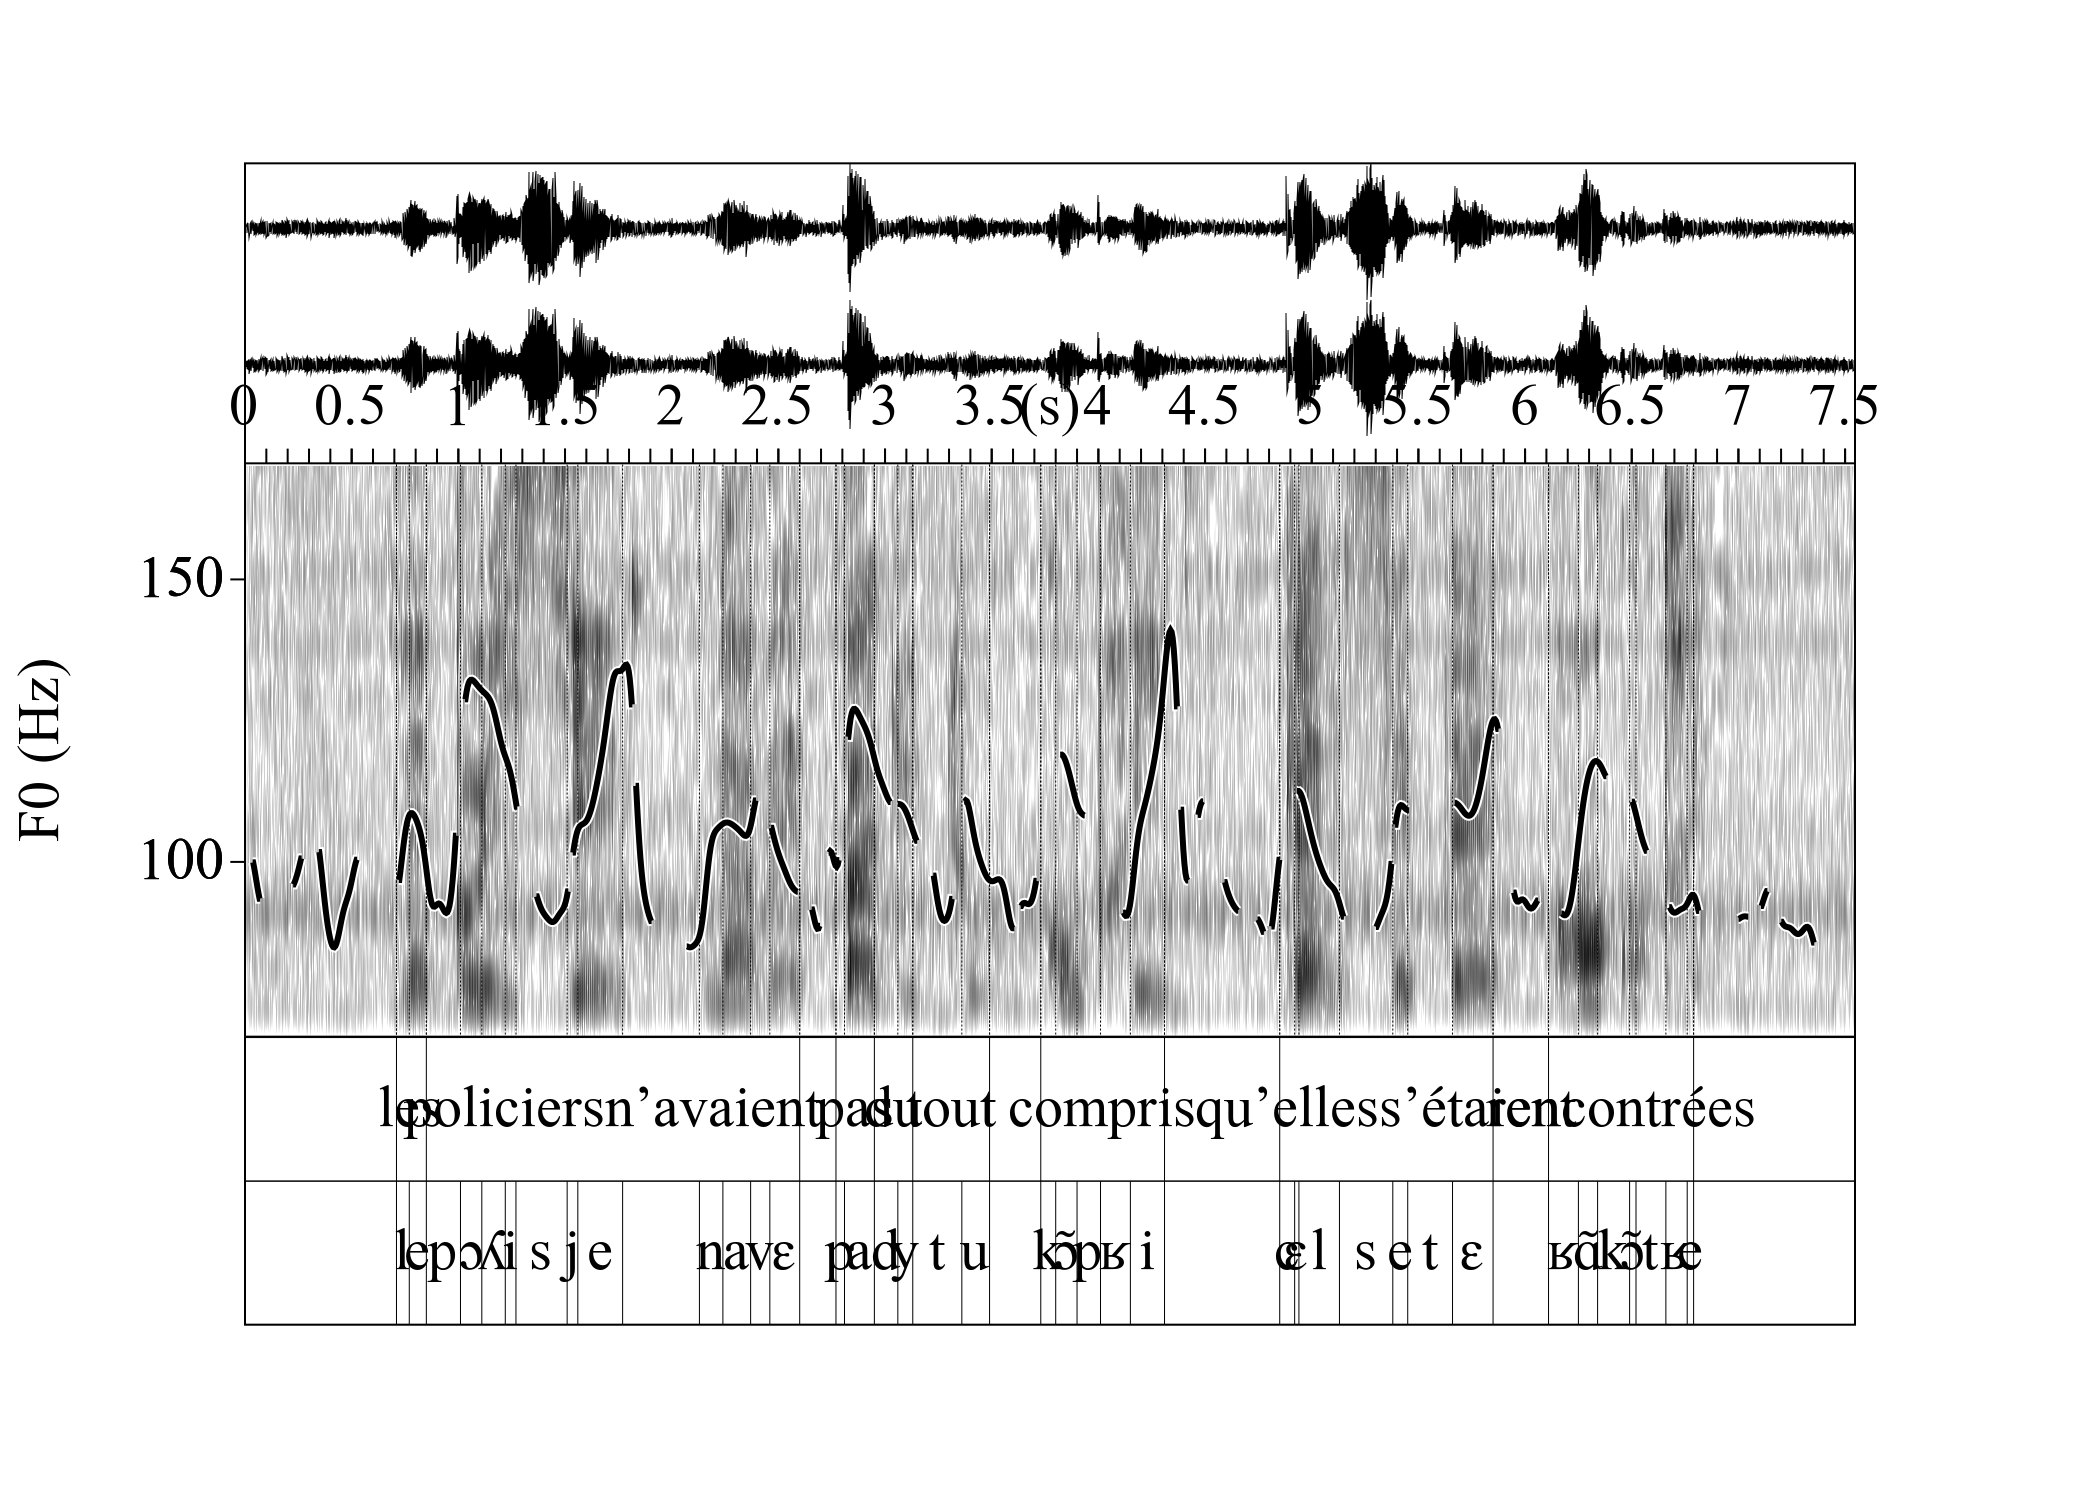 0 0.5 1 1.5 2 2.5 3 3.5 (s) 4 4.5 5 5.5 6 6.5 7 7.5
F0 (Hz)
150
100
les policiers n’avaient pas du tout compris qu’elles s’étaient rencontrées
l e p ɔ ʎ i s j e n a v ɛ p a d y t u k ɔ̃ p ʁ i ɛ l s e t ɛ ʁ ɑ̃ k ɔ̃ t ʁ e